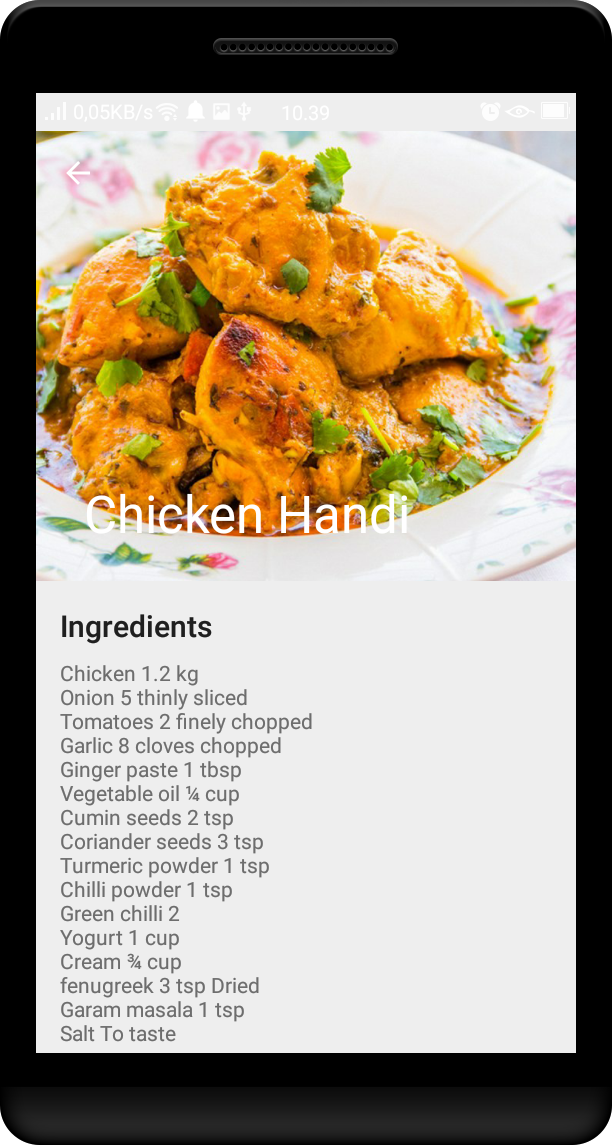 0,05KB/s 10.39
Chicken Handi
Ingredients
Chicken 1.2 kg
Onion 5 thinly sliced
Tomatoes 2 finely chopped
Garlic 8 cloves chopped
Ginger paste 1 tbsp
Vegetable oil ¼ cup
Cumin seeds 2 tsp
Coriander seeds 3 tsp
Turmeric powder 1 tsp
Chilli powder 1 tsp
Green chilli 2
Yogurt 1 cup
Cream ¾ cup
fenugreek 3 tsp Dried
Garam masala 1 tsp
Salt To taste